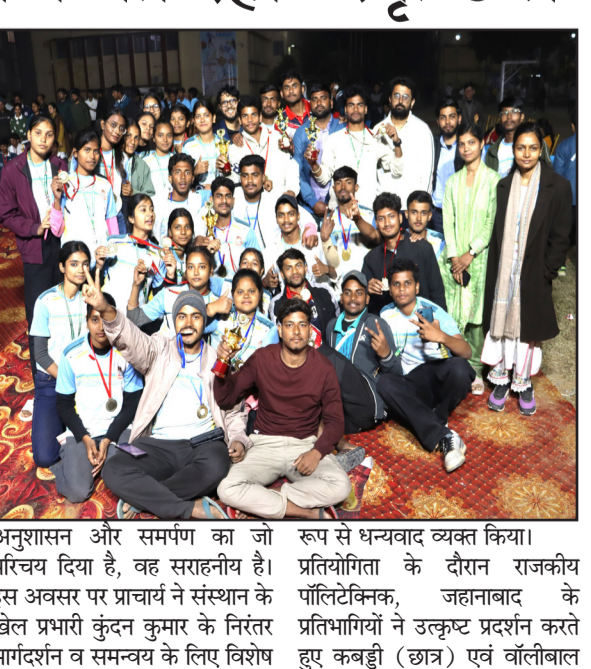 अनुशासन और समर्पण का जो
परिचय दिया है, वह सराहनीय है।
इस अवसर पर प्राचार्य ने संस्थान के
खेल प्रभारी कुंदन कुमार के निरंतर
मार्गदर्शन व समन्वय के लिए विशेष
रूप से धन्यवाद व्यक्त किया।
प्रतियोगिता के दौरान राजकीय
पॉलिटेक्निक, जहानाबाद के
प्रतिभागियों ने उत्कृष्ट प्रदर्शन करते
हुए कबड्डी (छात्र) एवं वॉलीबाल